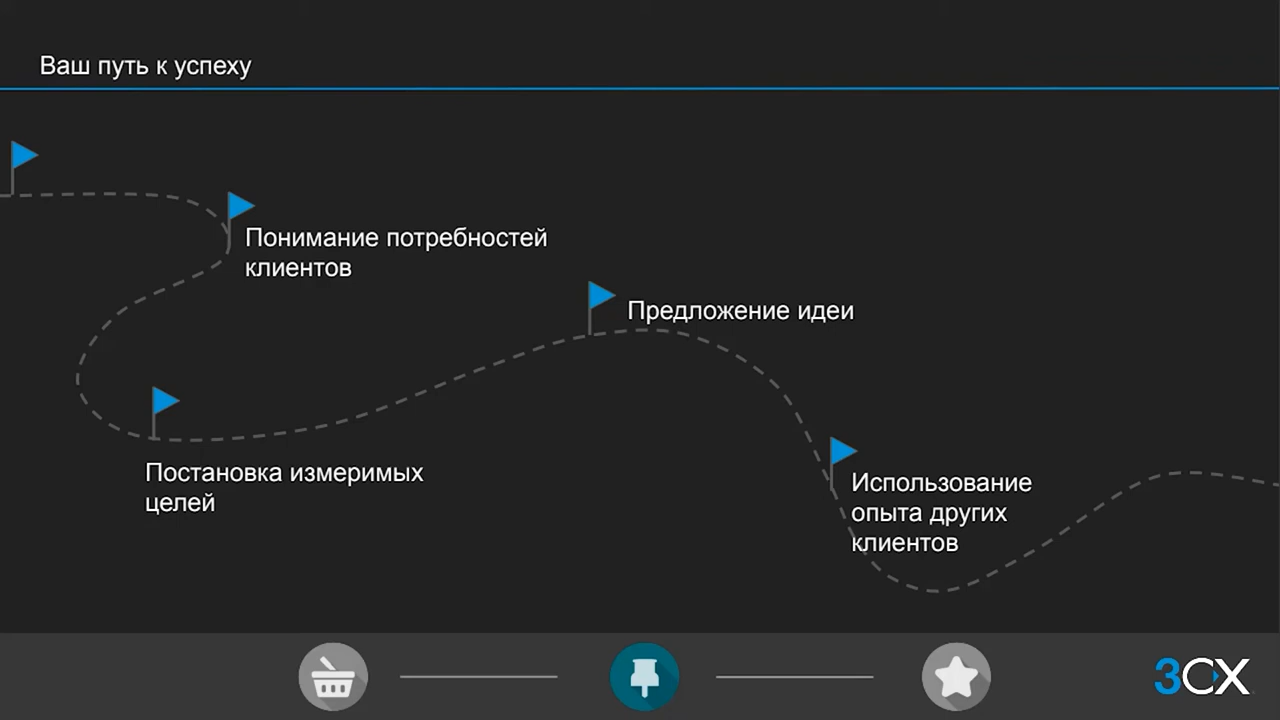 Ваш путь к успеху
Понимание потребностей
клиентов
Предложение идеи
Постановка измеримых
целей
Использование
опыта других
клиентов
3CX